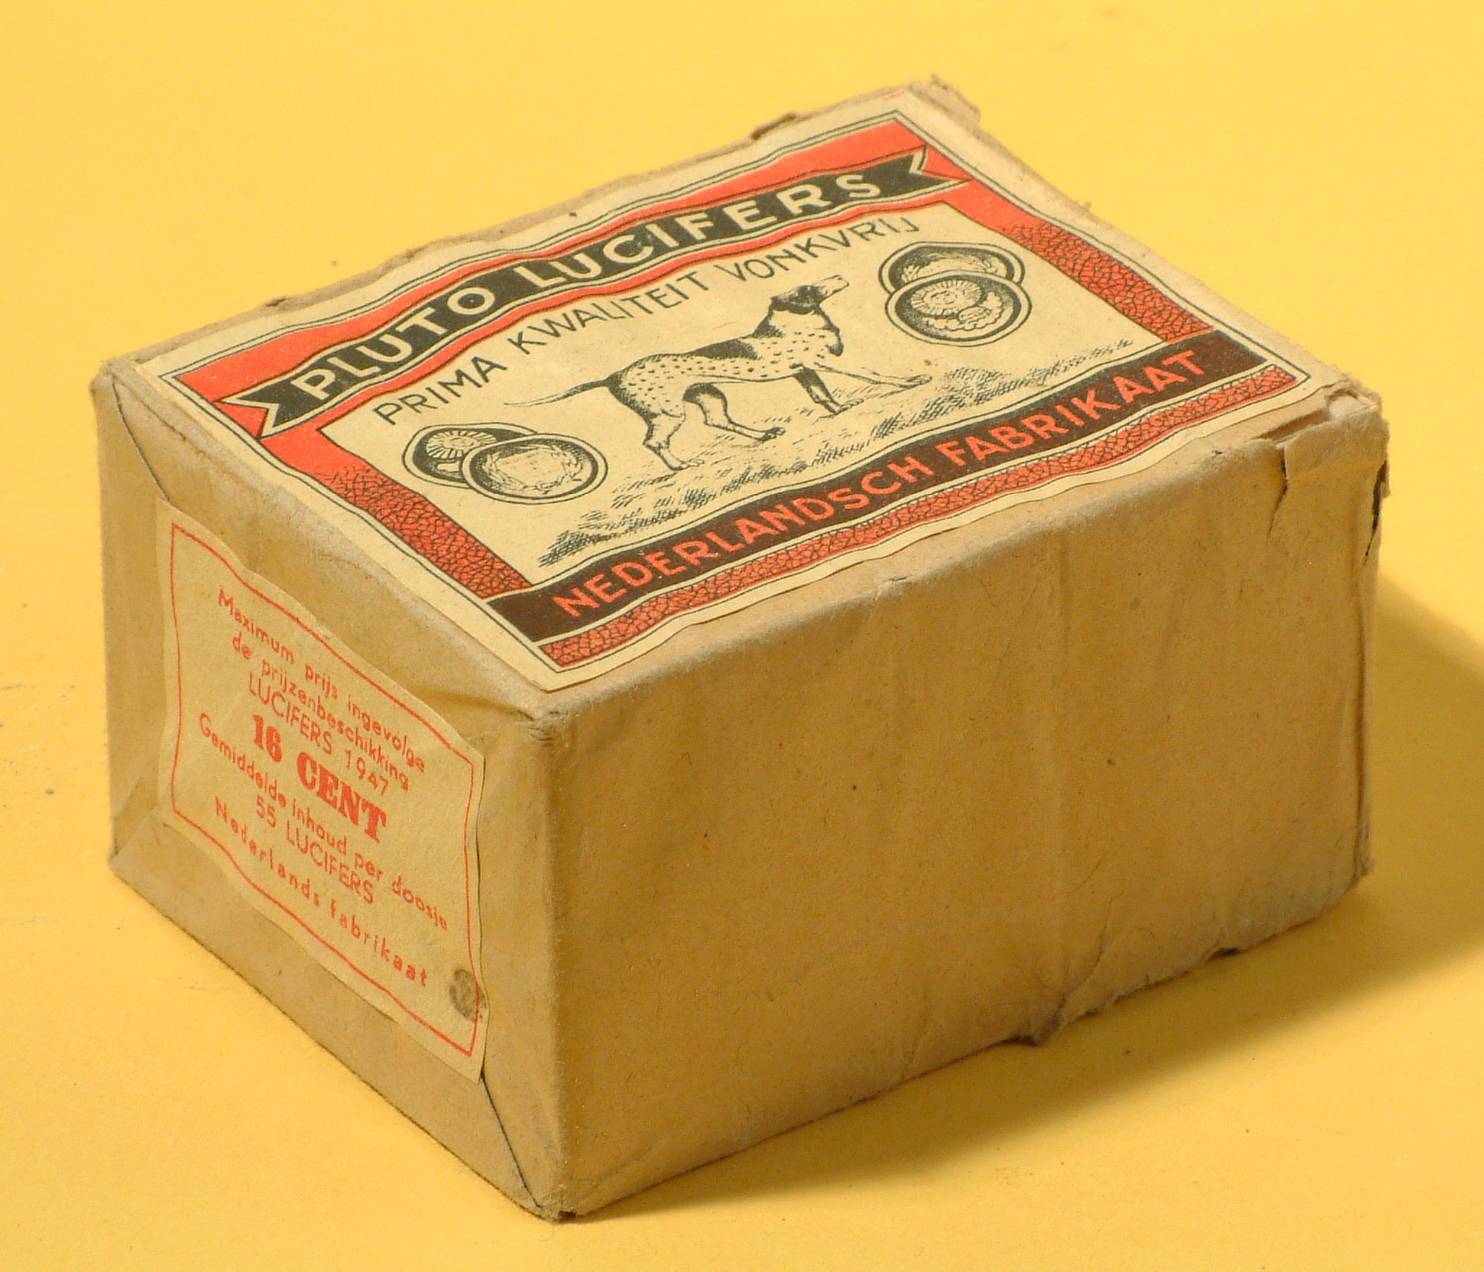 PLUTO LUCIFERS
PRIMA KWALITEIT VONKVRIJ
NEDERLANDSCH FABRIKAAT
Maximum prijs ingevolge
de prijzenbeschikking
LUCIFERS 1947
16 CENT
Gemiddelde inhoud per doosje
55 LUCIFERS
Nederlands fabrikaat